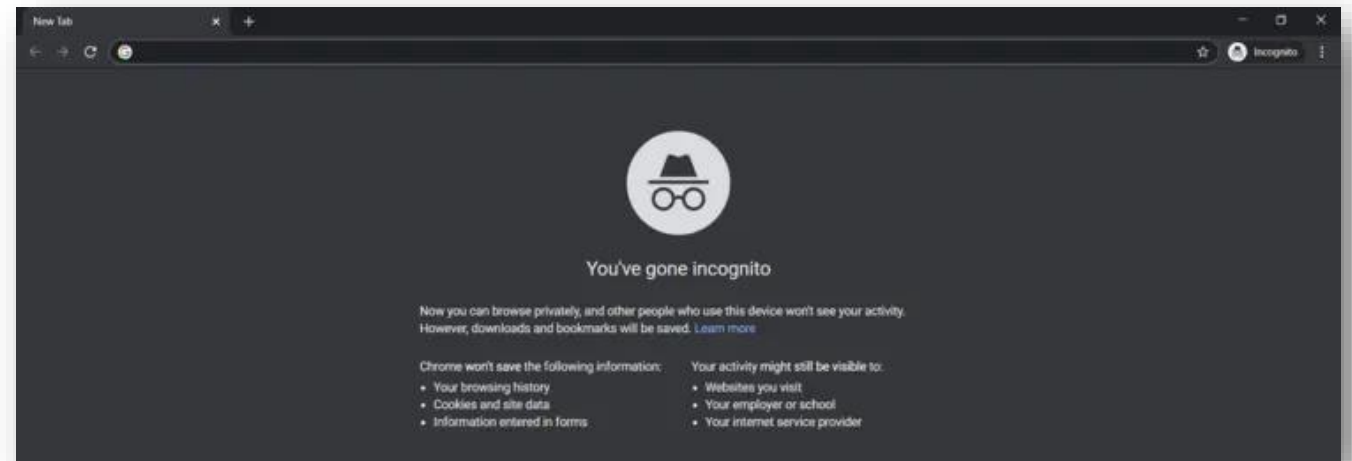 New Tab
Incognito
You've gone incognito
Now you can browse privately, and other people who use this device won't see your activity.
However, downloads and bookmarks will be saved. Learn more
Chrome won't save the following information:
• Your browsing history
• Cookies and site data
• Information entered in forms
Your activity might still be visible to:
• Websites you visit
• Your employer or school
• Your internet service provider